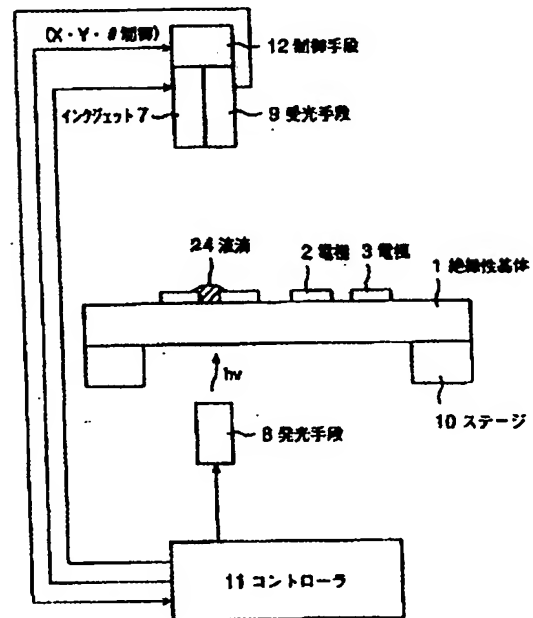 (X・Y・θ制御)
12 制御手段
インクジェット 7
9 受光手段
24 液滴
2 電極
3 電極
1 絶縁性基体
hν
10 ステージ
8 発光手段
11 コントローラ